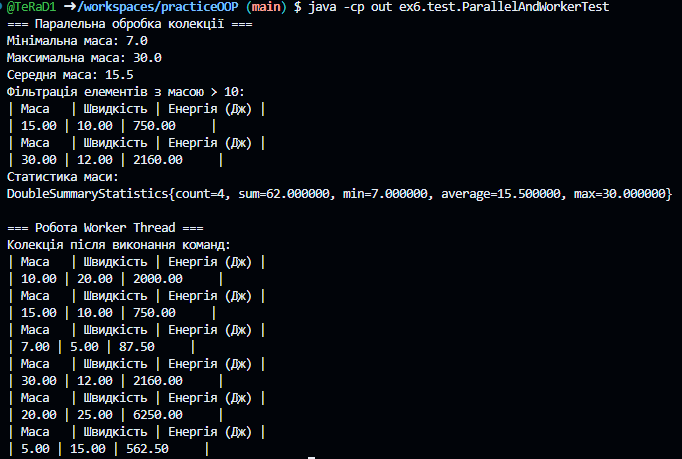 @TeRaD1 ➜/workspaces/practiceOOP (main) $ java -cp out ex6.test.ParallelAndWorkerTest
=== Паралельна обробка колекції ===
Мінімальна маса: 7.0
Максимальна маса: 30.0
Середня маса: 15.5
Фільтрація елементів з масою > 10:
| Маса   | Швидкість | Енергія (Дж) |
| 15.00 | 10.00 | 750.00     |
| Маса   | Швидкість | Енергія (Дж) |
| 30.00 | 12.00 | 2160.00     |
Статистика маси:
DoubleSummaryStatistics{count=4, sum=62.000000, min=7.000000, average=15.500000, max=30.000000}

=== Робота Worker Thread ===
Колекція після виконання команд:
| Маса   | Швидкість | Енергія (Дж) |
| 10.00 | 20.00 | 2000.00     |
| Маса   | Швидкість | Енергія (Дж) |
| 15.00 | 10.00 | 750.00     |
| Маса   | Швидкість | Енергія (Дж) |
| 7.00 | 5.00 | 87.50     |
| Маса   | Швидкість | Енергія (Дж) |
| 30.00 | 12.00 | 2160.00     |
| Маса   | Швидкість | Енергія (Дж) |
| 20.00 | 25.00 | 6250.00     |
| Маса   | Швидкість | Енергія (Дж) |
| 5.00 | 15.00 | 562.50     |